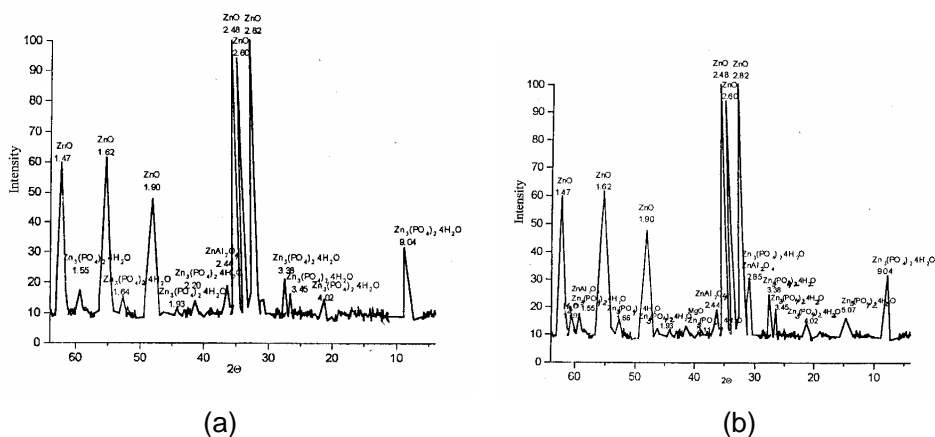 ZnO
2.48
ZnO
2.82
ZnO
2.60
100
90
80
70
60
50
40
30
20
10
0
Intensity
ZnO
1.47
ZnO
1.62
ZnO
1.90
Zn3(PO4)2 4H2O
1.55
Zn3(PO4)2 4H2O
1.64
Zn3(PO4)2 4H2O
2.20
Zn3(PO4)2 4H2O
1.93
ZnAl2O4
2.44
Zn3(PO4)2 4H2O
3.38
Zn3(PO4)2 4H2O
3.45
Zn3(PO4)2 4H2O
4.02
Zn3(PO4)2 4H2O
9.04
60
50
40
30
20
10
2Θ
(a)
ZnO
2.48
ZnO
2.82
ZnO
2.60
100
90
80
70
60
50
40
30
20
10
0
Intensity
ZnO
1.47
ZnO
1.62
ZnO
1.90
1.55
Zn3(PO4)2 4H2O
1.93
MgO
ZnAl2O4
2.44
Zn3(PO4)2 4H2O
ZnAl2O4
2.85
3.38
Zn3(PO4)2 4H2O
3.45
Zn3(PO4)2 4H2O
4.02
5.07
Zn3(PO4)2 4H2O
9.04
60
50
40
30
20
10
2Θ
(b)